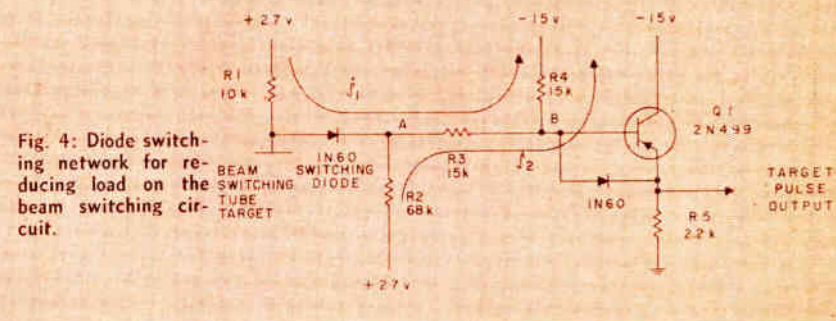 +27v
-15v
-15v
R1
10k
R4
15k
Q1
2N499
A
B
1N60
SWITCHING
DIODE
R3
15k
BEAM
SWITCHING
TUBE
TARGET
R2
68k
1N60
TARGET
PULSE
OUTPUT
R5
2.2k
+27v
Fig. 4: Diode switch-
ing network for re-
ducing load on the
beam switching cir-
cuit.